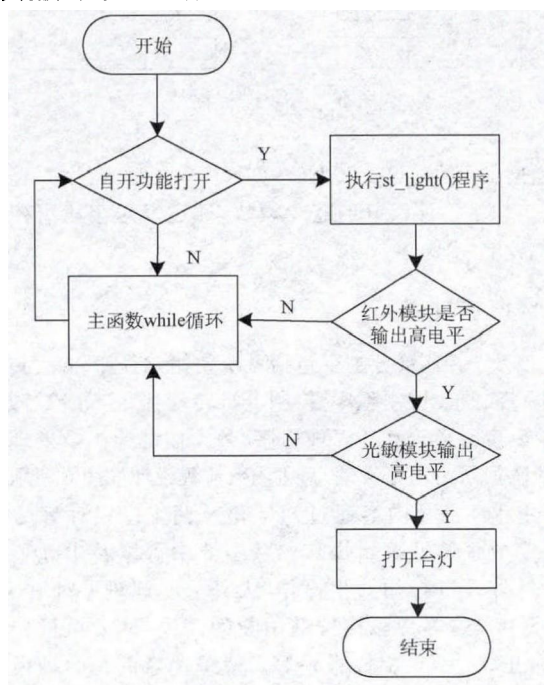 开始
自开功能打开
Y
执行st_light()程序
N
主函数while循环
N
红外模块是否
输出高电平
Y
N
光敏模块输出
高电平
Y
打开台灯
结束